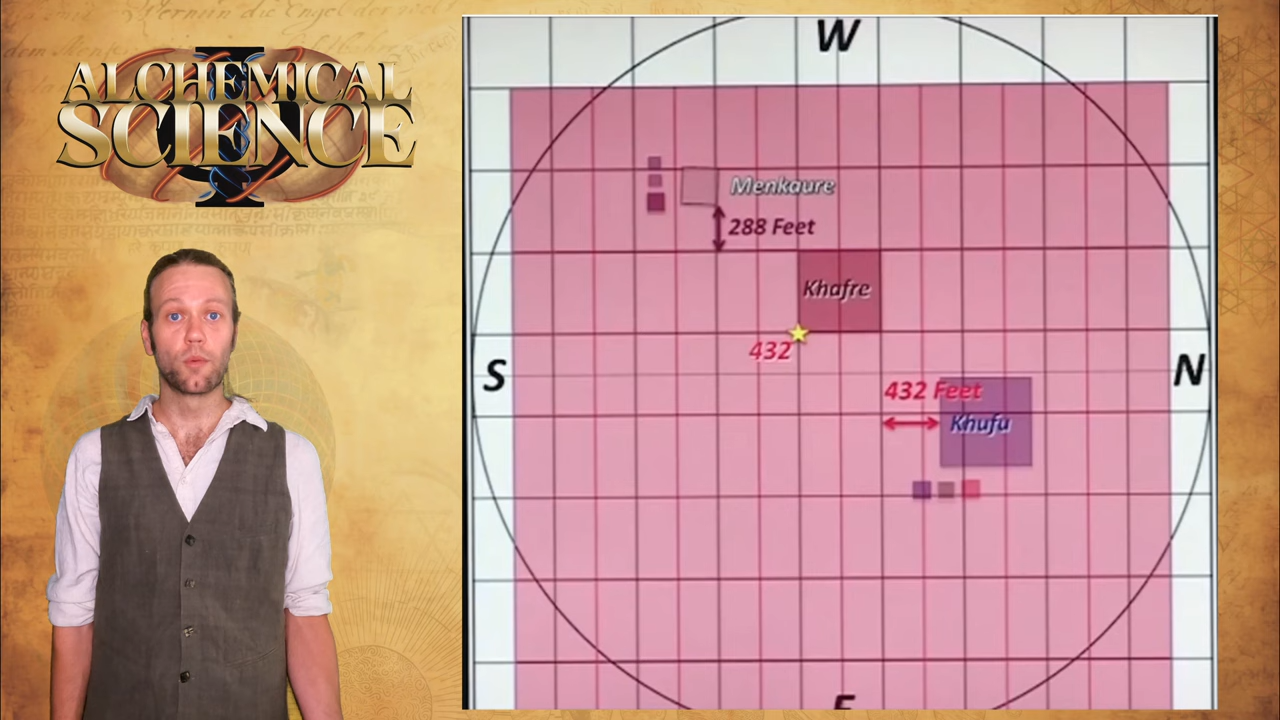 ALCHEMICAL
SCIENCE
W
Menkaure
288 Feet
Khafre
432
S
N
432 Feet
Khufu
E